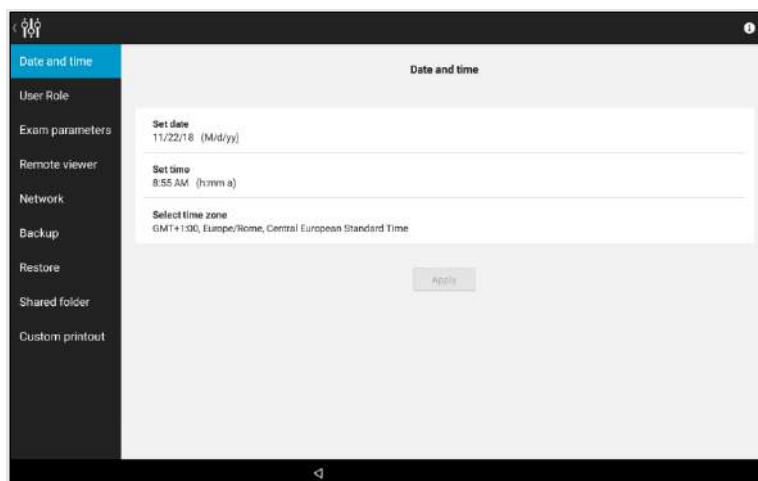 Date and time
User Role
Exam parameters
Remote viewer
Network
Backup
Restore
Shared folder
Custom printout
Date and time
Set date
11/22/18 (M/d/yy)
Set time
8:55 AM (h:mm a)
Select time zone
GMT+1:00, Europe/Rome, Central European Standard Time
Apply